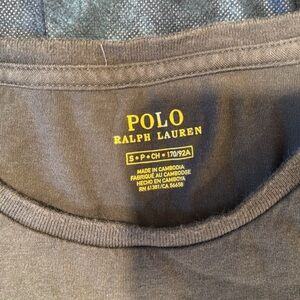 POLO
RALPH LAUREN
S • P • CH • 170/92A
MADE IN CAMBODIA
FABRIQUÉ AU CAMBODGE
HECHO EN CAMBOYA
RN 41381/CA 56658